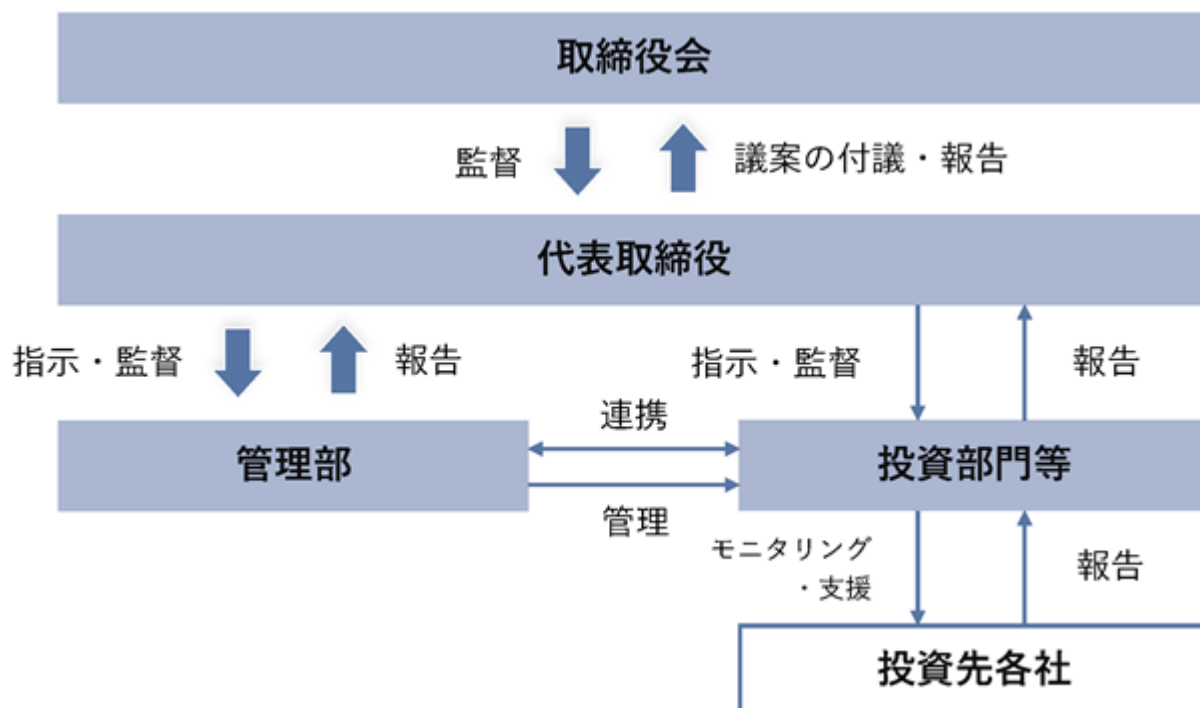 取締役会
監督
議案の付議・報告
代表取締役
指示・監督
報告
指示・監督
報告
連携
管理部
投資部門等
管理
モニタリング
・支援
報告
投資先各社